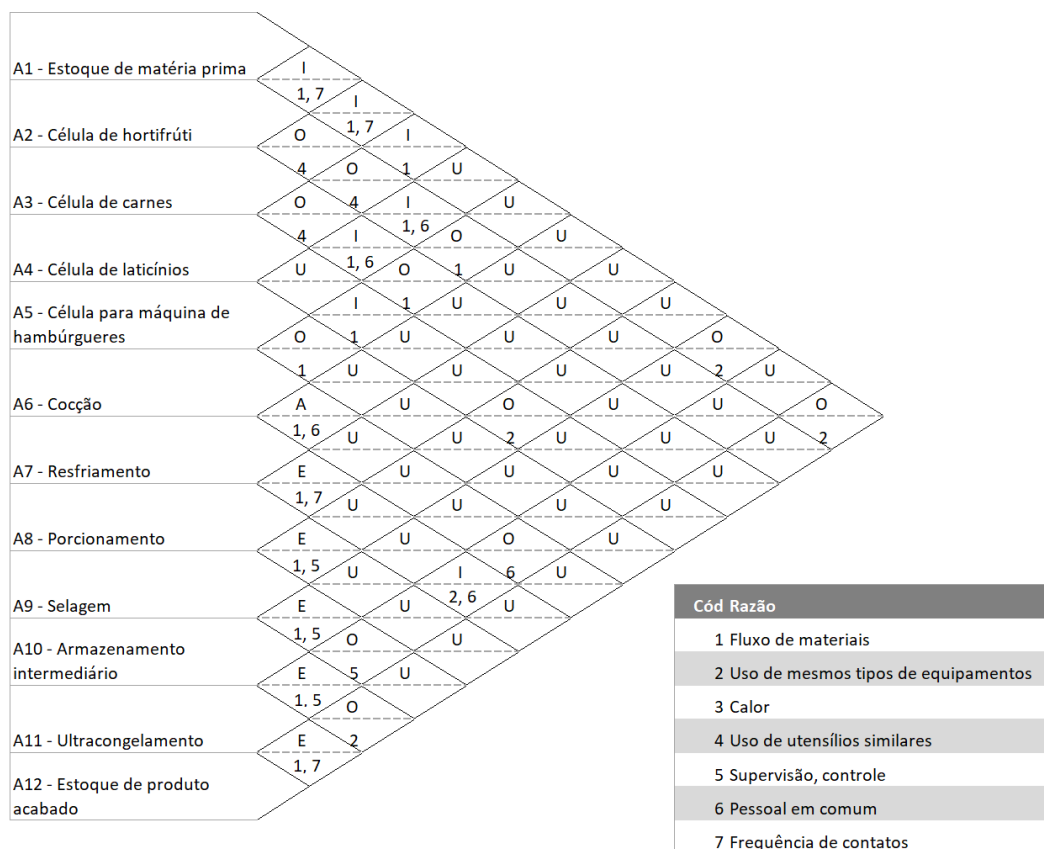 A1 - Estoque de matéria prima I
1, 7 I
A2 - Célula de hortifrúti O 1, 7 I
4 O 1 U
A3 - Célula de carnes O 4 I U
4 I 1, 6 O U
A4 - Célula de laticínios U 1, 6 O 1 U U
I 1 U U U
A5 - Célula para máquina de
hambúrgueres O 1 U U U O
1 U U U U 2 U
A6 - Cocção A U O U U O
1, 6 U U 2 U U U 2
A7 - Resfriamento E U U U U
1, 7 U U U U
A8 - Porcionamento E U O U
1, 5 U I 6 U
A9 - Selagem E U 2, 6 U
1, 5 O U
A10 - Armazenamento
intermediário E 5 U
1, 5 O
A11 - Ultracongelamento E 2
1, 7
A12 - Estoque de produto
acabado
Cód Razão
1 Fluxo de materiais
2 Uso de mesmos tipos de equipamentos
3 Calor
4 Uso de utensílios similares
5 Supervisão, controle
6 Pessoal em comum
7 Frequência de contatos